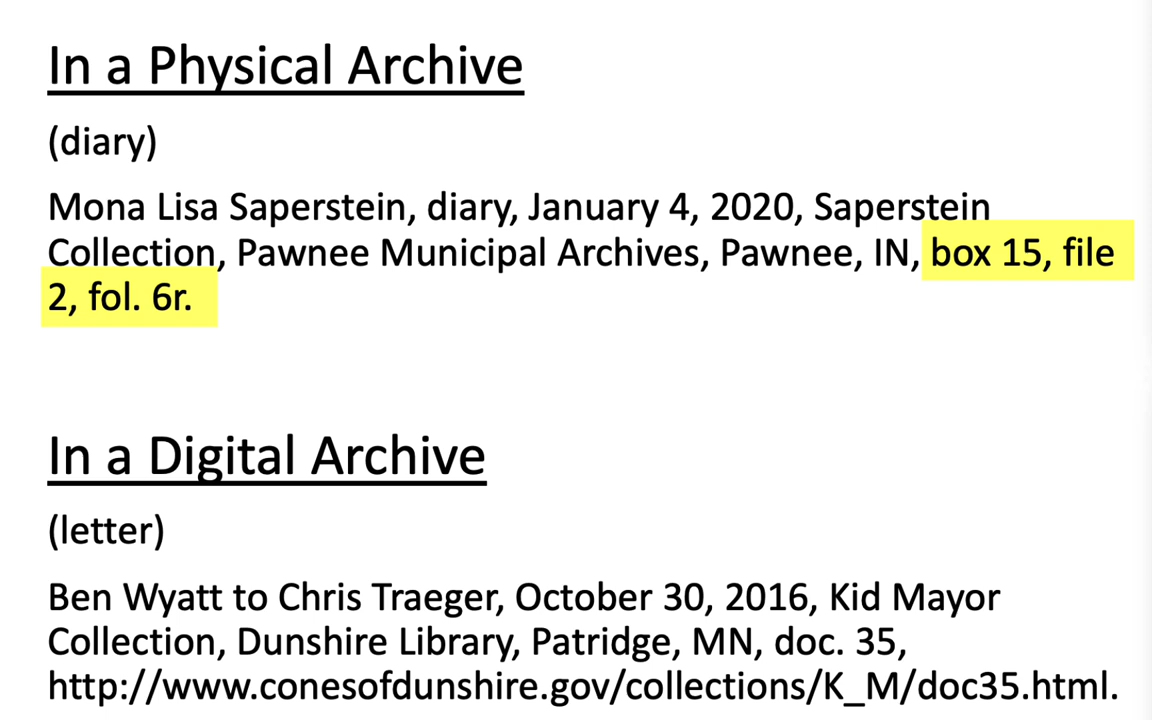 In a Physical Archive
(diary)
Mona Lisa Saperstein, diary, January 4, 2020, Saperstein
Collection, Pawnee Municipal Archives, Pawnee, IN, box 15, file
2, fol. 6r.
In a Digital Archive
(letter)
Ben Wyatt to Chris Traeger, October 30, 2016, Kid Mayor
Collection, Dunshire Library, Patridge, MN, doc. 35,
http://www.conesofdunshire.gov/collections/K_M/doc35.html.